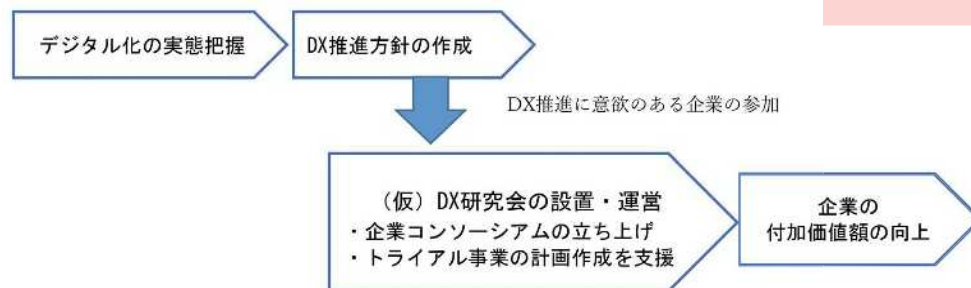 デジタル化の実態把握
DX推進方針の作成
DX推進に意欲のある企業の参加
（仮）DX研究会の設置・運営
・企業コンソーシアムの立ち上げ
・トライアル事業の計画作成を支援
企業の
付加価値額の向上